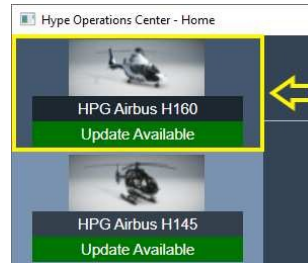 Hype Operations Center - Home
HPG Airbus H160
Update Available
HPG Airbus H145
Update Available